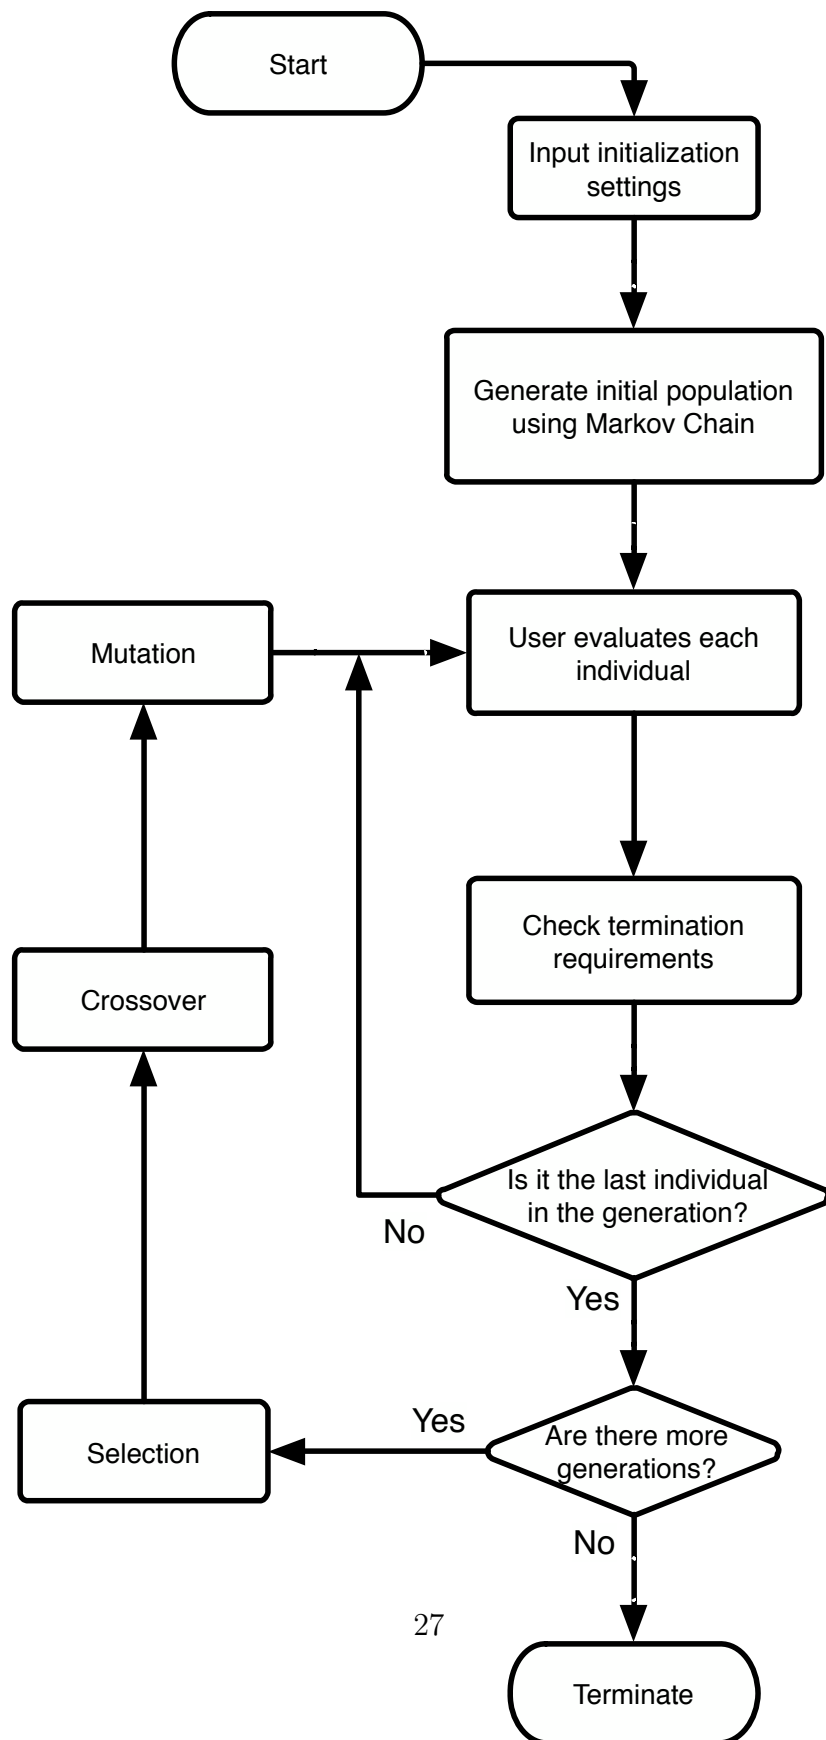 Start
Input initialization
settings
Generate initial population
using Markov Chain
Mutation
User evaluates each
individual
Check termination
requirements
Crossover
Is it the last individual
in the generation?
No
Yes
Yes
Are there more
generations?
Selection
No
27
Terminate